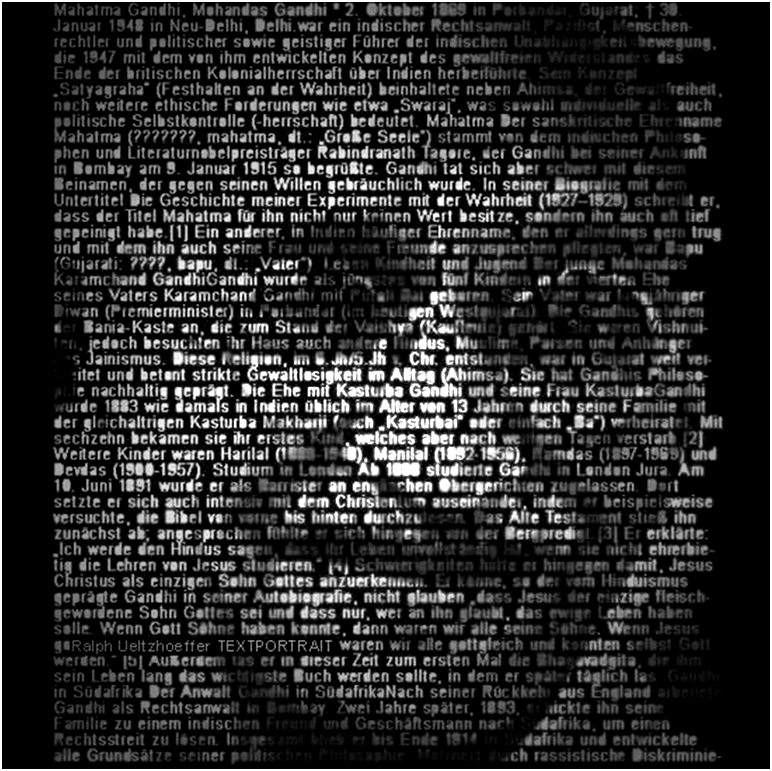 Mahatma Gandhi, Mohandas Gandhi * 2. Oktober 1869 in Porbandar, Gujarat, † 30.
Januar 1948 in Neu-Delhi, Delhi war ein indischer Rechtsanwalt, Pazifist, Menschen-
rechtler und politischer sowie geistiger Führer der indischen Unabhängigkeitsbewegung,
die 1947 mit dem von ihm entwickelten Konzept des gewaltfreien Widerstandes das
Ende der britischen Kolonialherrschaft über Indien herbeiführte. Sein Konzept
„Satyagraha“ (Festhalten an der Wahrheit) beinhaltete neben Ahimsa, der Gewaltfreiheit,
noch weitere ethische Forderungen wie etwa „Swaraj“, was sowohl individuelle als auch
politische Selbstkontrolle (-herrschaft) bedeutet. Mahatma Der sanskritische Ehrenname
Mahatma (???????, mahatma, dt.: „Große Seele“) stammt von dem indischen Philoso-
phen und Literaturnobelpreisträger Rabindranath Tagore, der Gandhi bei seiner Ankunft
in Bombay am 9. Januar 1915 so begrüßte. Gandhi tat sich aber schwer mit diesem
Beinamen, der gegen seinen Willen gebräuchlich wurde. In seiner Biografie mit dem
Untertitel Die Geschichte meiner Experimente mit der Wahrheit (1927–1929) schreibt er,
dass der Titel Mahatma für ihn nicht nur keinen Wert besitze, sondern ihn auch oft tief
gepeinigt habe.[1] Ein anderer, in Indien häufiger Ehrenname, den er allerdings gern trug
und mit dem ihn auch seine Frau und seine Freunde anzusprechen pflegten, war Bapu
(Gujarati: ????, bapu, dt.: „Vater“) Leben Kindheit und Jugend Der junge Mohandas
Karamchand GandhiGandhi wurde als jüngstes von fünf Kindern in der vierten Ehe
seines Vaters Karamchand Gandhi mit Putali geboren. Sein Vater war
Diwan (Premierminister) in Porbandar (im heutigen Westgujarat). Die Gandhis gehören
der Bania-Kaste an, die zum Stand der Vaishya (Kaufleute) gehört. Sie waren Vishnui-
ten, jedoch besuchten ihr Haus auch andere Hindus, Muslime, Parsen und Anhänger
des Jainismus. Diese Religion, im 6.Jh/5.Jh v. Chr. entstanden, war in Gujarat weit ver-
breitet und betont strikte Gewaltlosigkeit im Alltag (Ahimsa). Sie hat Gandhis Philoso-
phie nachhaltig geprägt. Die Ehe mit Kasturba Gandhi und seine Frau KasturbaGandhi
wurde 1883 wie damals in Indien üblich im Alter von 13 Jahren durch seine Familie mit
der gleichaltrigen Kasturba Makharji (auch „Kasturbai“ oder einfach „Ba“) verheiratet. Mit
sechzehn bekamen sie ihr erstes Kind, welches aber nach wenigen Tagen verstarb.[2]
Weitere Kinder waren Harilal (1888-1948), Manilal (1892-1956), Ramdas (1897-1969) und
Devdas (1900-1957). Studium in London Ab 1888 studierte Gandhi in London Jura. Am
10. Juni 1891 wurde er als Barrister an englischen Obergerichten zugelassen. Dort
setzte er sich auch intensiv mit dem Christentum auseinander, indem er beispielsweise
versuchte, die Bibel von vorne bis hinten durchzulesen. Das Alte Testament stieß ihn
zunächst ab; angesprochen fühlte er sich hingegen von der Bergpredigt.[3] Er erklärte:
„Ich werde den Hindus sagen, dass ihr Leben unvollständig ist, wenn sie nicht ehrerbie-
tig die Lehren von Jesus studieren.“ [4] Schwierigkeiten hatte er hingegen damit, Jesus
Christus als einzigen Sohn Gottes anzuerkennen. Er könne, so der vom Hinduismus
geprägte Gandhi in seiner Autobiografie, nicht glauben „dass Jesus der einzige fleisch-
gewordene Sohn Gottes sei und dass nur, wer an ihn glaubt, das ewige Leben haben
solle. Wenn Gott Söhne haben konnte, dann waren wir alle seine Söhne. Wenn Jesus
Ralph Ueltzhoeffer TEXTPORTRAIT waren wir alle gottgleich und könnten selbst Gott
werden.“ [5] Außerdem las er in dieser Zeit zum ersten Mal die Bhagavadgita, die ihm
sein Leben lang das wichtigste Buch werden sollte, in dem er später täglich las. Gandhi
in Südafrika Der Anwalt Gandhi in SüdafrikaNach seiner Rückkehr aus England arbeitete
Gandhi als Rechtsanwalt in Bombay. Zwei Jahre später, 1893, schickte ihn seine
Familie zu einem indischen Freund und Geschäftsmann nach Südafrika, um einen
Rechtsstreit zu lösen. Insgesamt blieb er bis Ende 1914 in Südafrika und entwickelte
alle Grundsätze seiner politischen Philosophie. Motiviert durch rassistische Diskriminie-